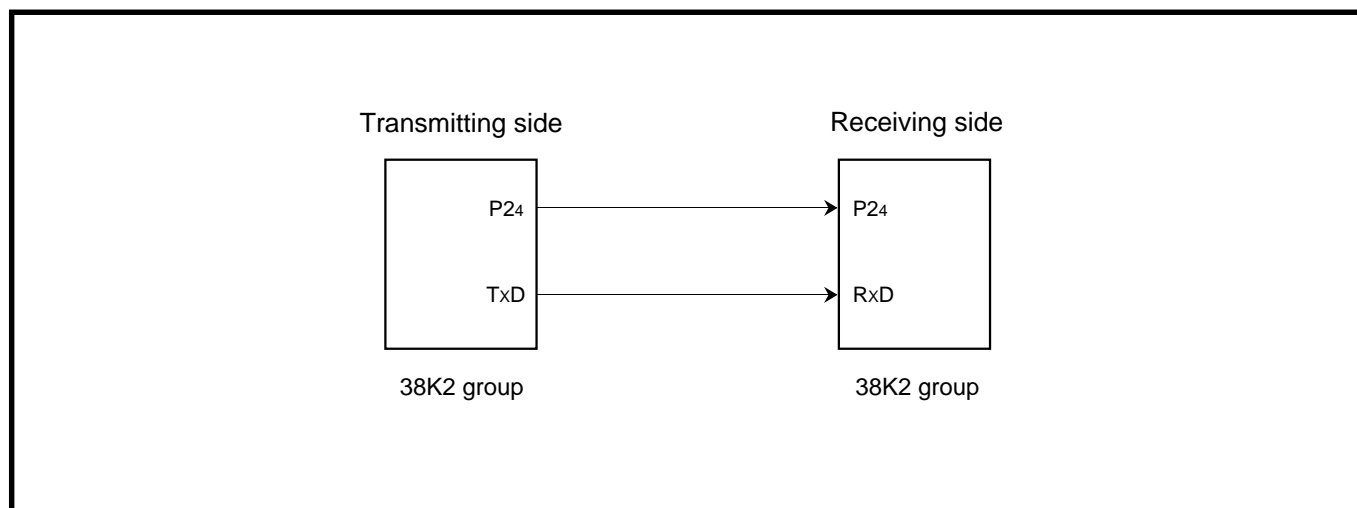 Transmitting side
Receiving side
P24
P24
TxD
RxD
38K2 group
38K2 group